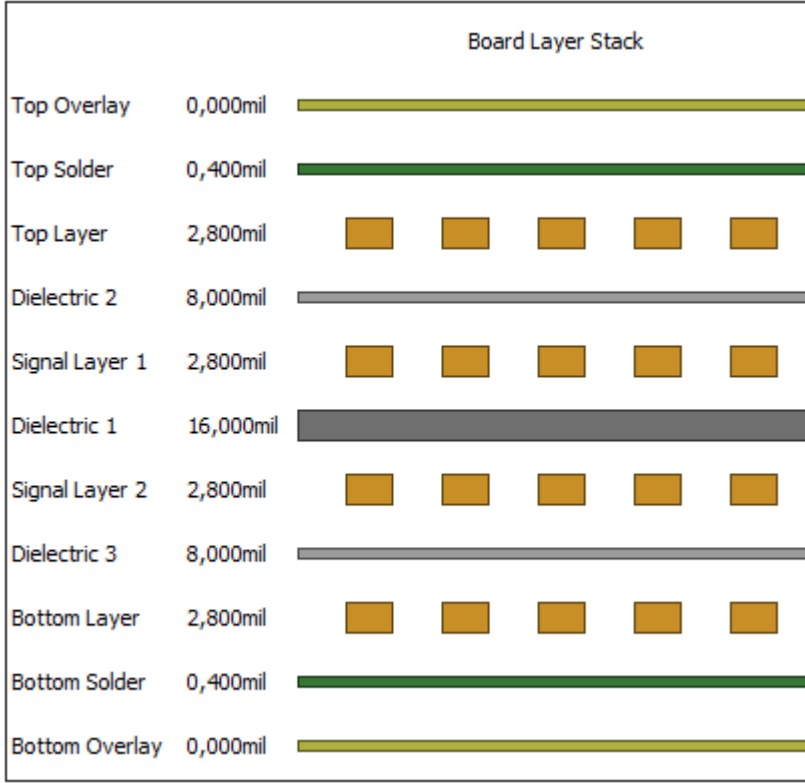 Board Layer Stack
Top Overlay 0,000mil
Top Solder 0,400mil
Top Layer 2,800mil
Dielectric 2 8,000mil
Signal Layer 1 2,800mil
Dielectric 1 16,000mil
Signal Layer 2 2,800mil
Dielectric 3 8,000mil
Bottom Layer 2,800mil
Bottom Solder 0,400mil
Bottom Overlay 0,000mil